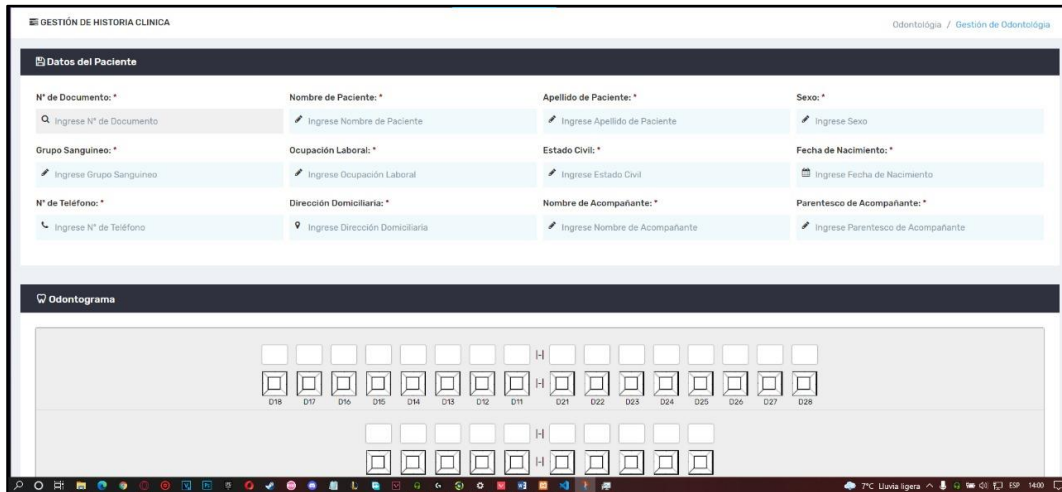 GESTIÓN DE HISTORIA CLINICA
Odontológia / Gestión de Odontológia
Datos del Paciente
N° de Documento: * Nombre de Paciente: * Apellido de Paciente: * Sexo: *
Ingrese N° de Documento Ingrese Nombre de Paciente Ingrese Apellido de Paciente Ingrese Sexo
Grupo Sanguineo: * Ocupación Laboral: * Estado Civil: * Fecha de Nacimiento: *
Ingrese Grupo Sanguineo Ingrese Ocupación Laboral Ingrese Estado Civil Ingrese Fecha de Nacimiento
N° de Teléfono: * Dirección Domiciliaria: * Nombre de Acompañante: * Parentesco de Acompañante: *
Ingrese N° de Teléfono Ingrese Dirección Domiciliaria Ingrese Nombre de Acompañante Ingrese Parentesco de Acompañante
Odontograma
|-|
|-|
D18 D17 D16 D15 D14 D13 D12 D11 D21 D22 D23 D24 D25 D26 D27 D28
|-|
|-|
7°C Lluvia ligera ESP 14:00